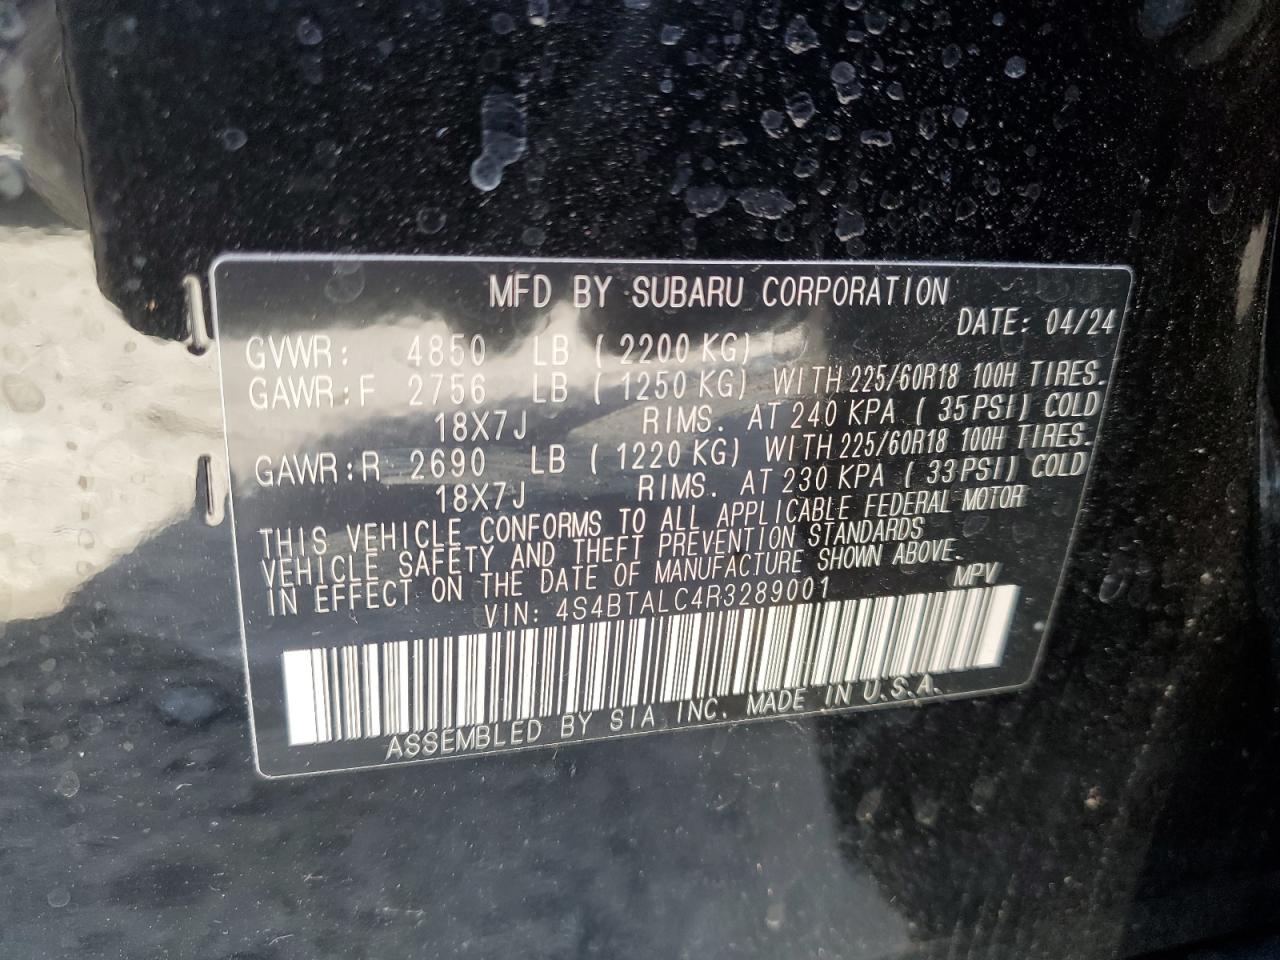 MFD BY SUBARU CORPORATION
DATE: 04/24
GVWR: 4850 LB (2200 KG)
GAWR:F 2756 LB (1250 KG) WITH 225/60R18 100H TIRES.
18X7J RIMS. AT 240 KPA (35 PSI) COLD
GAWR:R 2690 LB (1220 KG) WITH 225/60R18 100H TIRES.
18X7J RIMS. AT 230 KPA (33 PSI) COLD
THIS VEHICLE CONFORMS TO ALL APPLICABLE FEDERAL MOTOR
VEHICLE SAFETY AND THEFT PREVENTION STANDARDS
IN EFFECT ON THE DATE OF MANUFACTURE SHOWN ABOVE.
VIN: 4S4BTALC4R3289001 MPV
ASSEMBLED BY SIA INC. MADE IN U.S.A.